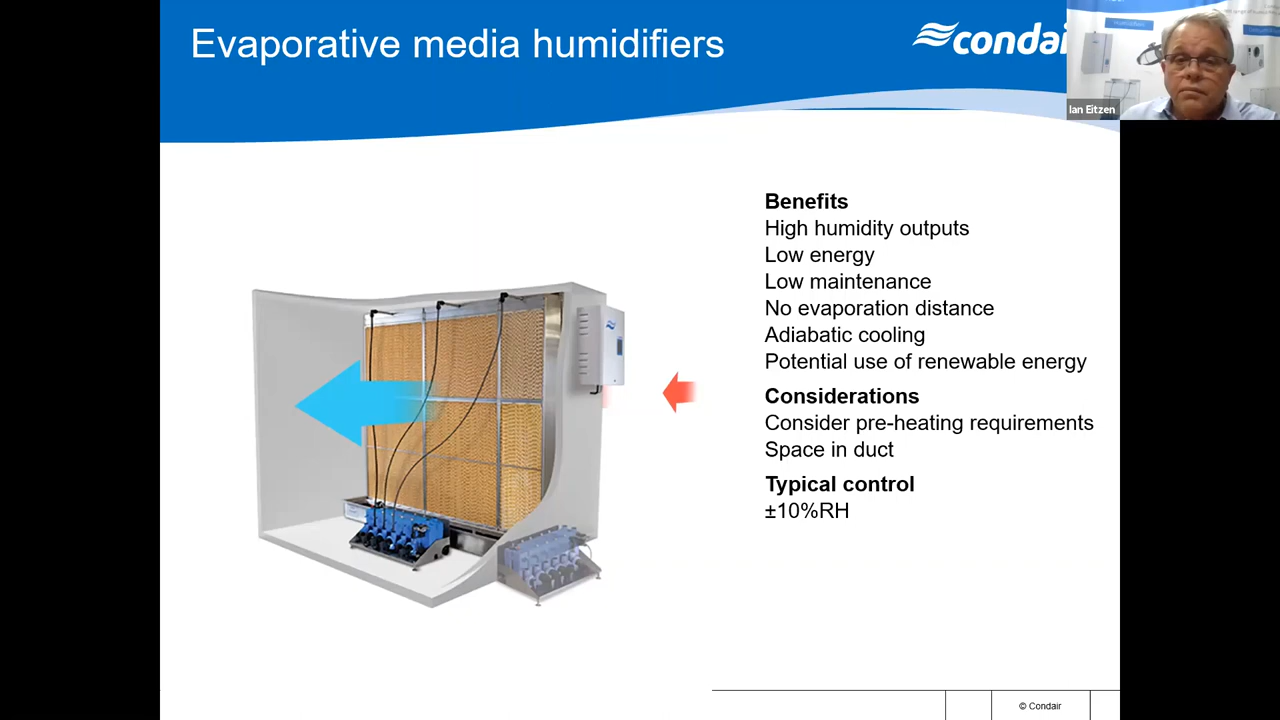 Evaporative media humidifiers
condair
Ian Eitzen
Benefits
High humidity outputs
Low energy
Low maintenance
No evaporation distance
Adiabatic cooling
Potential use of renewable energy
Considerations
Consider pre-heating requirements
Space in duct
Typical control
±10%RH
© Condair